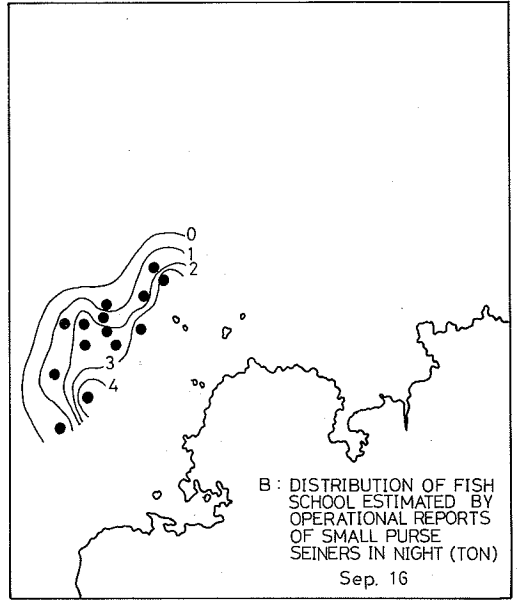 0
1
2
3
4
B : DISTRIBUTION OF FISH
SCHOOL ESTIMATED BY
OPERATIONAL REPORTS
OF SMALL PURSE
SEINERS IN NIGHT (TON)
Sep. 16